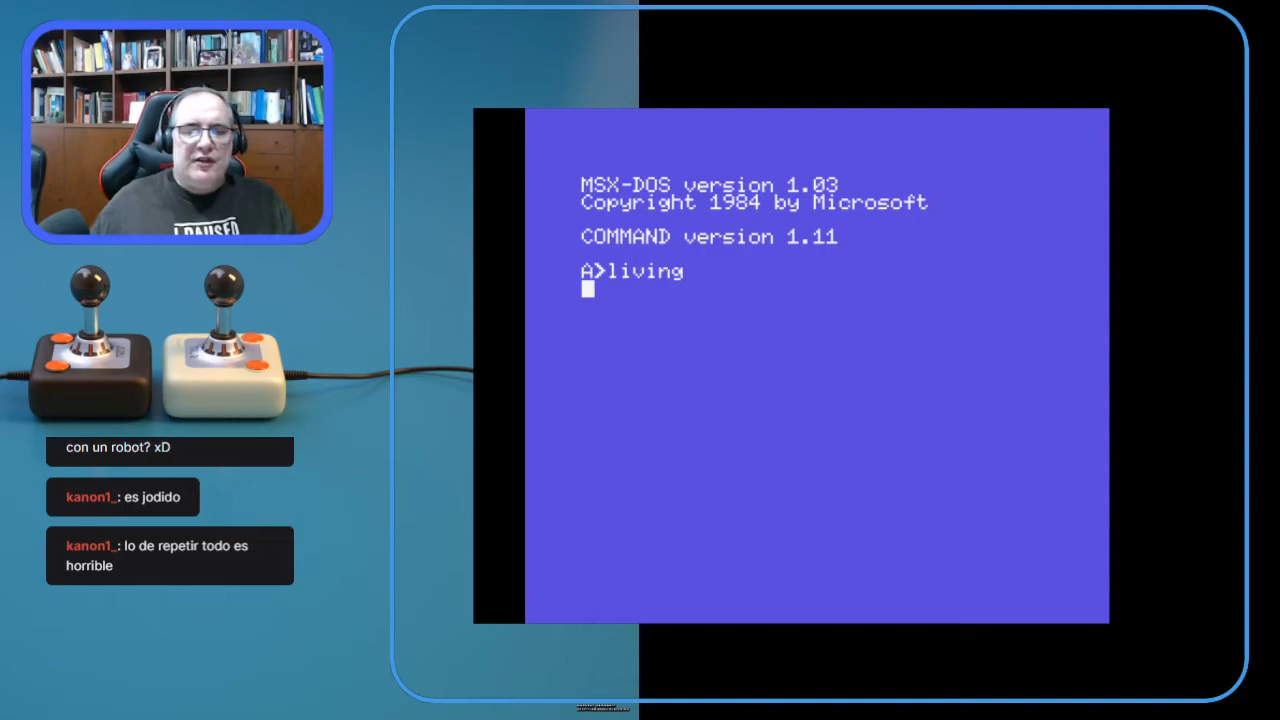 I PAUSED
MSX-DOS version 1.03
Copyright 1984 by Microsoft
COMMAND version 1.11
A>living
con un robot? xD
kanon1_: es jodido
kanon1_: lo de repetir todo es
horrible